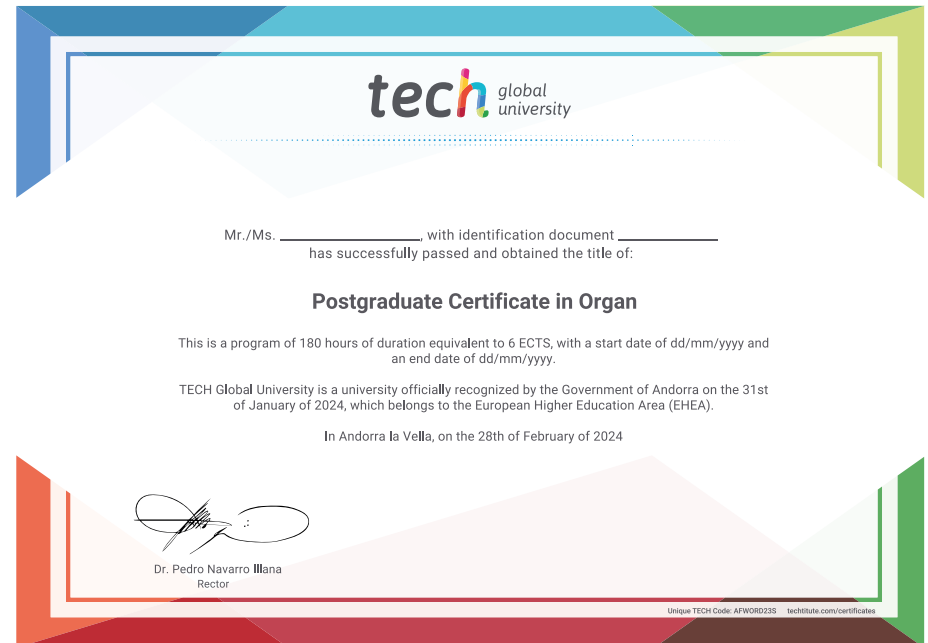 tech global university
Mr./Ms. ____________, with identification document ____________
has successfully passed and obtained the title of:
Postgraduate Certificate in Organ
This is a program of 180 hours of duration equivalent to 6 ECTS, with a start date of dd/mm/yyyy and
an end date of dd/mm/yyyy.
TECH Global University is a university officially recognized by the Government of Andorra on the 31st
of January of 2024, which belongs to the European Higher Education Area (EHEA).
In Andorra la Vella, on the 28th of February of 2024
Dr. Pedro Navarro Illana
Rector
Unique TECH Code: AFWORD23S techtitute.com/certificates